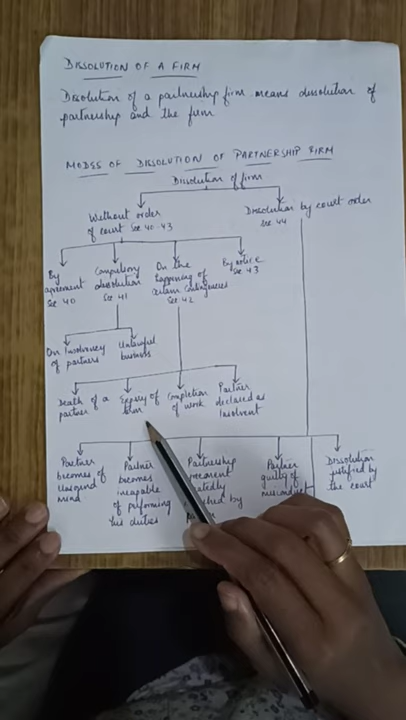 DISSOLUTION OF A FIRM
Dissolution of a partnership firm means dissolution of
partnership and the firm
MODES OF DISSOLUTION OF PARTNERSHIP FIRM
Dissolution of firm
Without order
of court Sec 40-43
Dissolution by court order
Sec 44
By
agreement
Sec 40
Compulsory
dissolution
Sec 41
On the
happening of
certain contingencies
Sec 42
By notice
Sec 43
On Insolvency
of partners
Unlawful
business
Death of a
partner
Expiry of
Completion
of work
Partner
declared as
Insolvent
Partner
becomes of
Unsound
mind
Partner
becomes
incapable
of performing
his duties
Partnership
by
Partner
guilty of
misconduct
Dissolution
justified by
the court